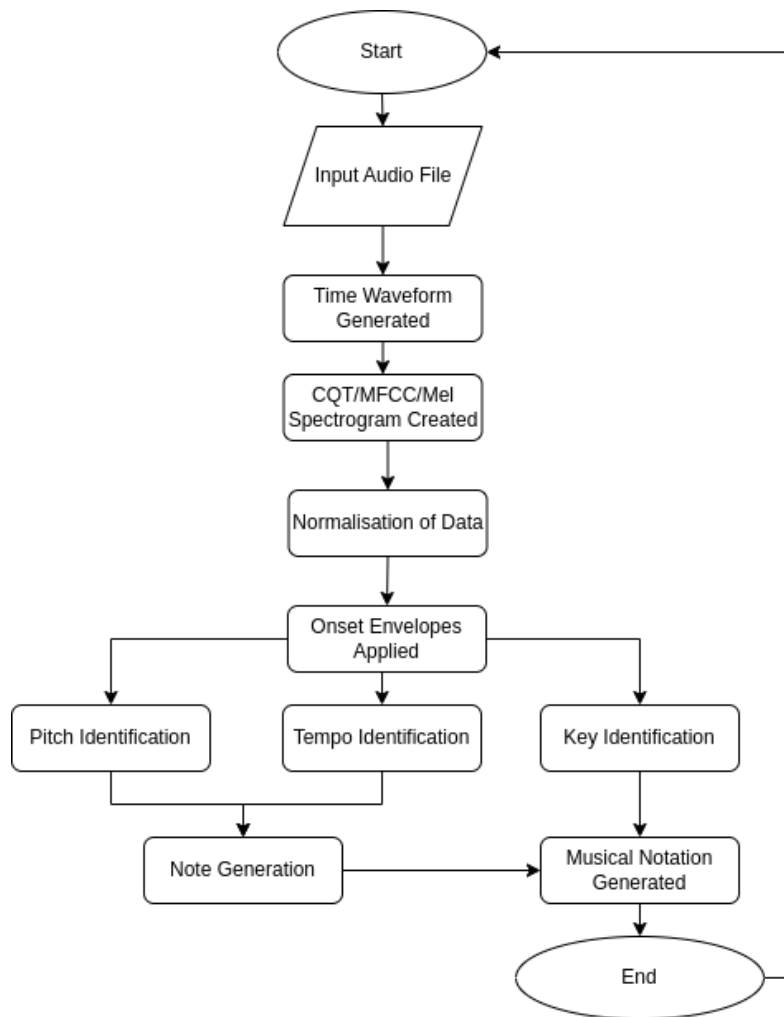 Start
Input Audio File
Time Waveform
Generated
CQT/MFCC/Mel
Spectrogram Created
Normalisation of Data
Onset Envelopes
Applied
Pitch Identification
Tempo Identification
Key Identification
Note Generation
Musical Notation
Generated
End